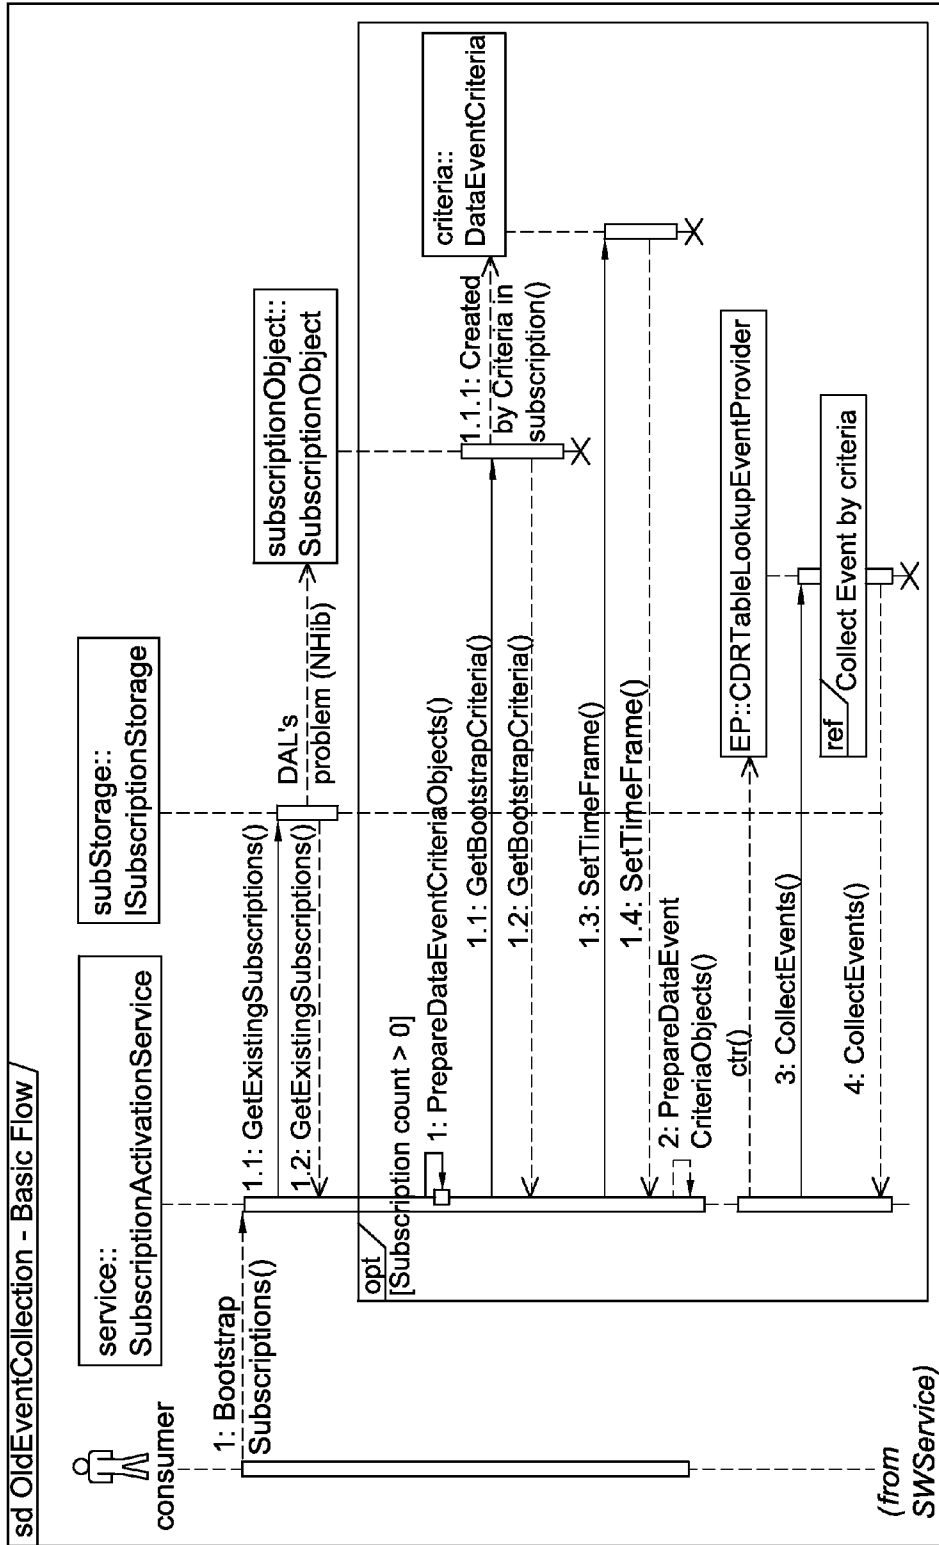 sd OldEventCollection - Basic Flow
consumer
service::
SubscriptionActivationService
subStorage::
ISubscriptionStorage
1: Bootstrap
Subscriptions()
1.1: GetExistingSubscriptions()
1.2: GetExistingSubscriptions()
DAL's
problem (NHib)
subscriptionObject::
SubscriptionObject
opt
[Subscription count > 0]
1: PrepareDataEventCriteriaObjects()
1.1: GetBootstrapCriteria()
1.2: GetBootstrapCriteria()
1.1.1: Created
by Criteria in
subscription()
criteria::
DataEventCriteria
1.3: SetTimeFrame()
1.4: SetTimeFrame()
2: PrepareDataEvent
CriteriaObjects()
ctr()
EP::CDRTableLookupEventProvider
3: CollectEvents()
ref
Collect Event by criteria
4: CollectEvents()
(from
SWService)